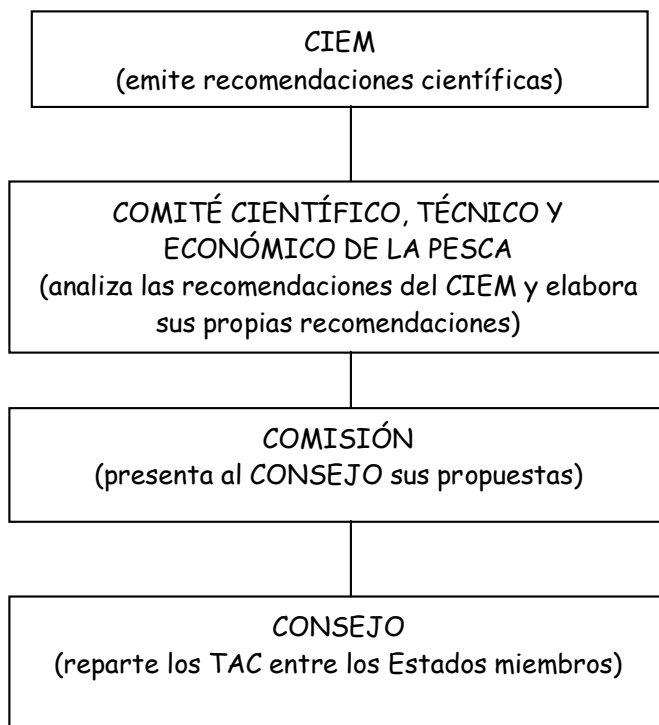 CIEM
(emite recomendaciones científicas)
COMITÉ CIENTÍFICO, TÉCNICO Y
ECONÓMICO DE LA PESCA
(analiza las recomendaciones del CIEM y elabora
sus propias recomendaciones)
COMISIÓN
(presenta al CONSEJO sus propuestas)
CONSEJO
(reparte los TAC entre los Estados miembros)